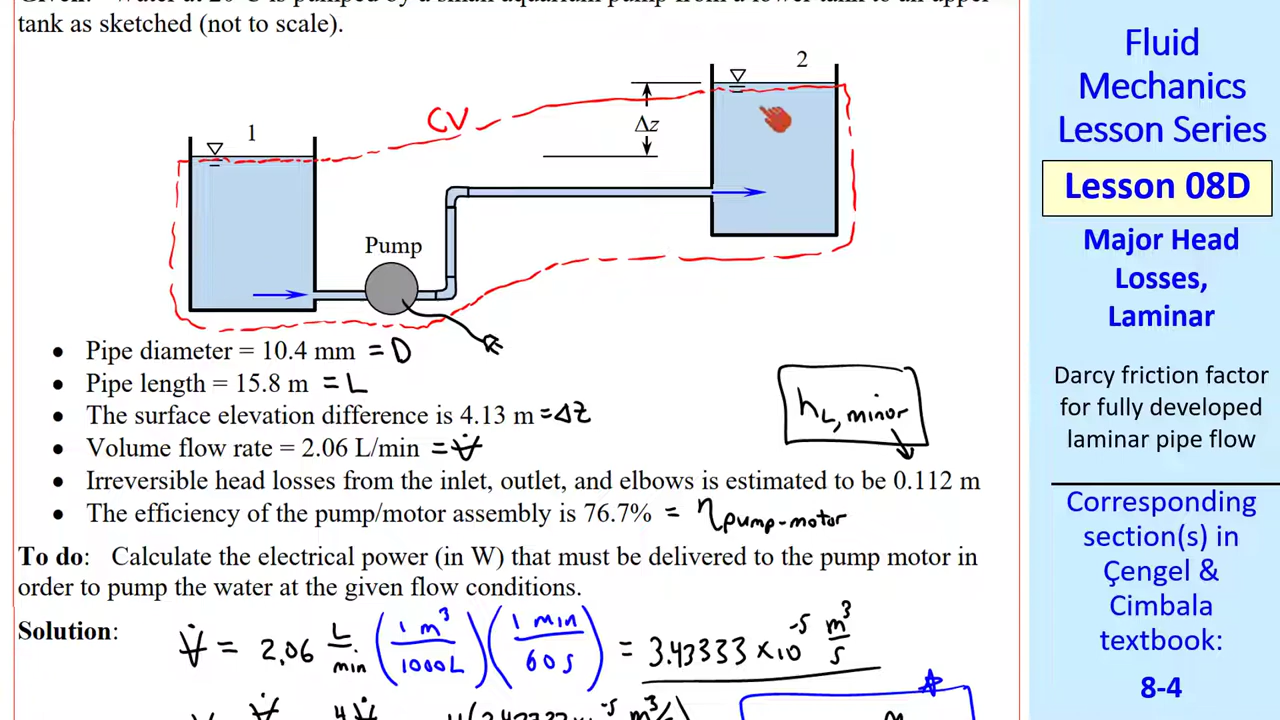 tank as sketched (not to scale).
2
CV
1
Δz
Pump
• Pipe diameter = 10.4 mm = D
• Pipe length = 15.8 m = L
• The surface elevation difference is 4.13 m = ΔZ
• Volume flow rate = 2.06 L/min = V̇
h_L, minor
• Irreversible head losses from the inlet, outlet, and elbows is estimated to be 0.112 m
• The efficiency of the pump/motor assembly is 76.7% = η_pump-motor
To do: Calculate the electrical power (in W) that must be delivered to the pump motor in
order to pump the water at the given flow conditions.
Solution: V̇ = 2.06 L/min. (1 m³/1000L) (1 min/60 s) = 3.43333 × 10⁻⁵ m³/s
Fluid
Mechanics
Lesson Series
Lesson 08D
Major Head
Losses,
Laminar
Darcy friction factor
for fully developed
laminar pipe flow
Corresponding
section(s) in
Çengel &
Cimbala
textbook:
8-4